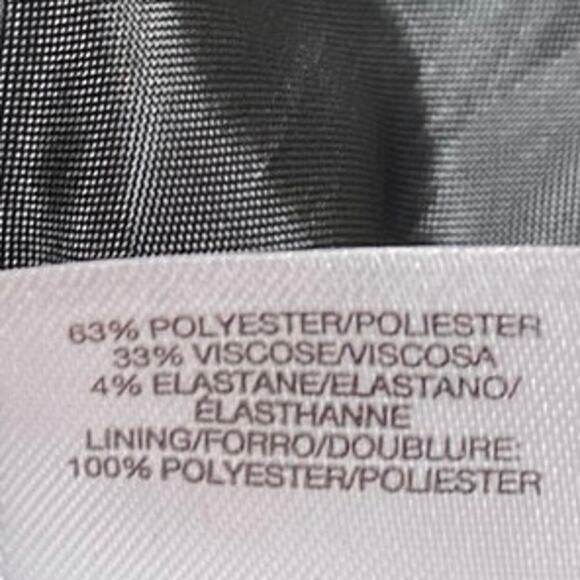 63% POLYESTER/POLIESTER
33% VISCOSE/VISCOSA
4% ELASTANE/ELASTANO/
ÉLASTHANNE
LINING/FORRO/DOUBLURE:
100% POLYESTER/POLIESTER